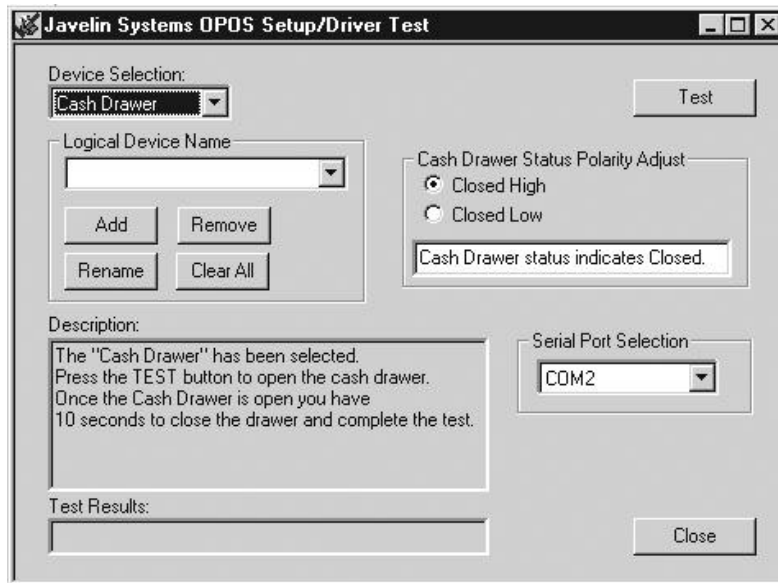 Javelin Systems OPOS Setup/Driver Test
Device Selection:
Cash Drawer
Test
Logical Device Name
Add
Remove
Rename
Clear All
Cash Drawer Status Polarity Adjust
Closed High
Closed Low
Cash Drawer status indicates Closed.
Description:
The "Cash Drawer" has been selected.
Press the TEST button to open the cash drawer.
Once the Cash Drawer is open you have
10 seconds to close the drawer and complete the test.
Serial Port Selection
COM2
Test Results:
Close